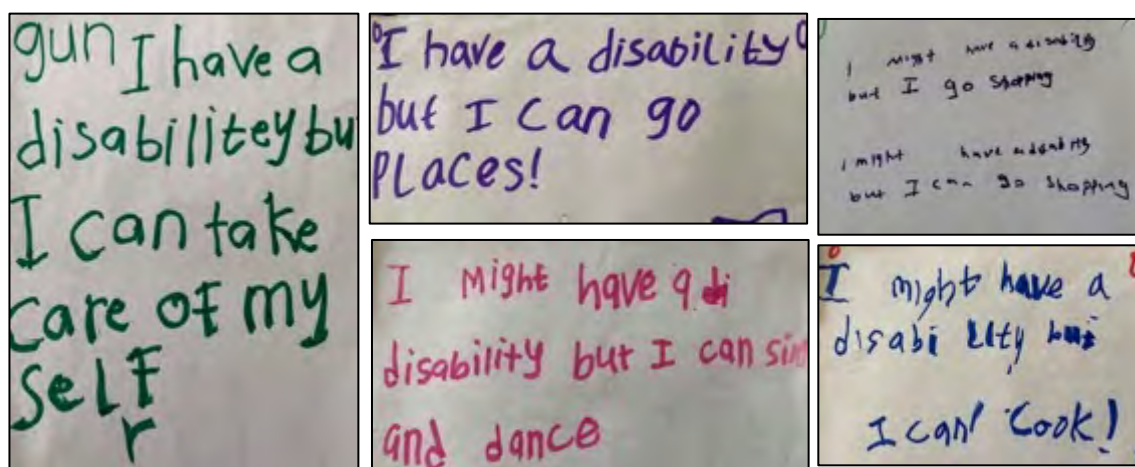 gun I have a
disabilitey bu
I can take
care of my
self
r
I have a disability
but I can go
PLaces!
I might have a disability
but I go shopping
I might have a disability
but I can go shopping
I might have a di
disability but I can sin
and dance
I might have a
disability but
I can cook!